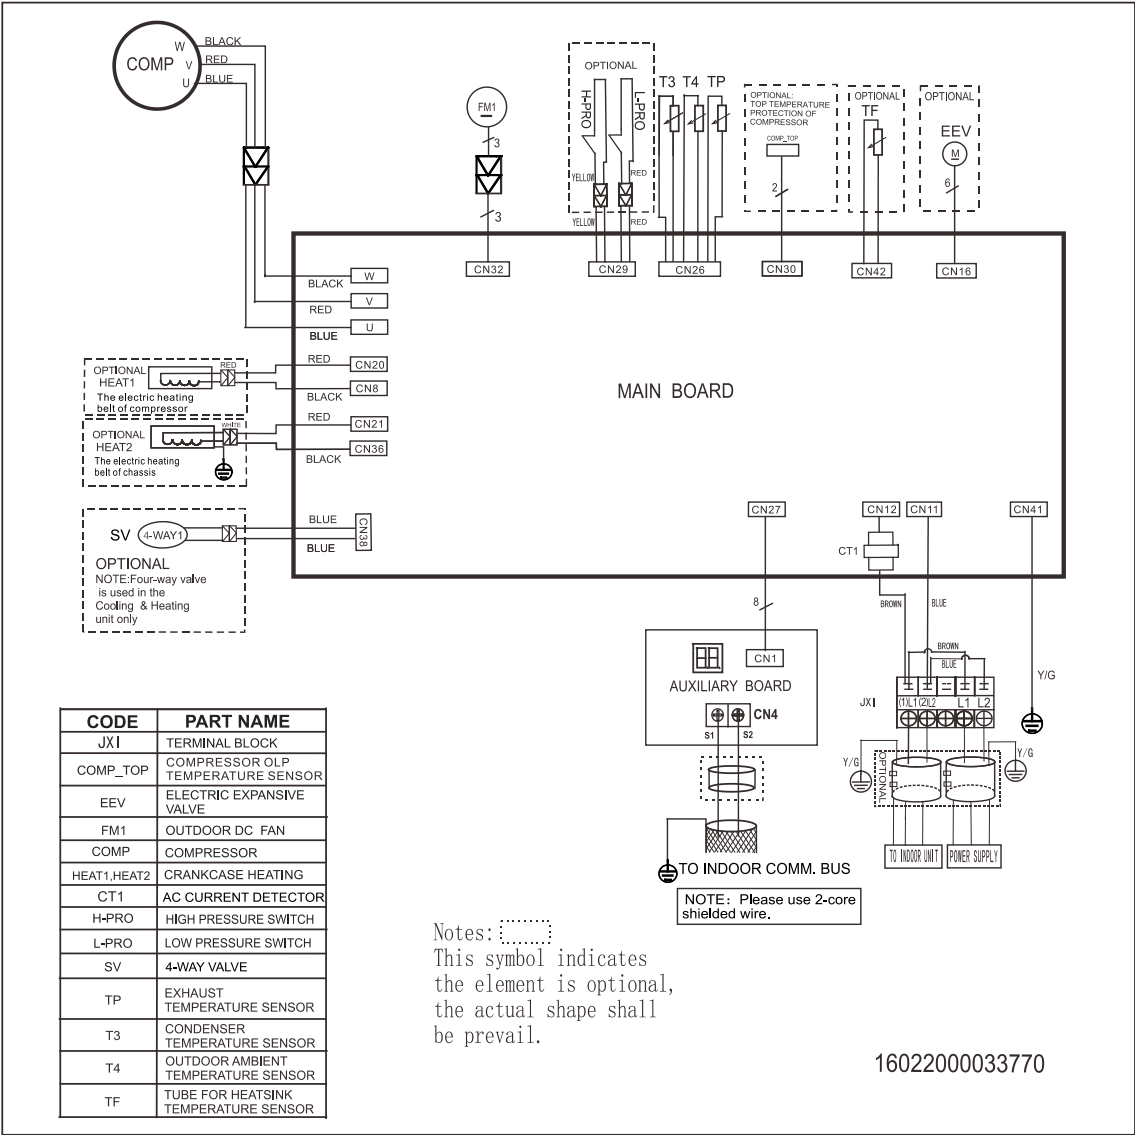 COMP
W
V
U
BLACK
RED
BLUE
FM1
3
3
OPTIONAL
H-PRO
L-PRO
YELLOW
RED
YELLOW
RED
T3 T4 TP
OPTIONAL:
TOP TEMPERATURE
PROTECTION OF
COMPRESSOR
COMP_TOP
2
OPTIONAL
TF
OPTIONAL
EEV
M
6
CN32
CN29
CN26
CN30
CN42
CN16
BLACK
W
RED
V
BLUE
U
RED
CN20
BLACK
CN8
RED
CN21
BLACK
CN36
BLUE
BLUE
CN38
OPTIONAL
HEAT1
RED
The electric heating
belt of compressor
OPTIONAL
HEAT2
WHITE
The electric heating
belt of chassis
SV
4-WAY1
OPTIONAL
NOTE:Four-way valve
is used in the
Cooling & Heating
unit only
MAIN BOARD
CN27
CN12
CN11
CN41
CT1
8
BROWN
BLUE
BROWN
BLUE
Y/G
CN1
AUXILIARY BOARD
CN4
S1
S2
JX1
(1)L1 (2)L2 L1 L2
Y/G
Y/G
OPTIONAL
TO INDOOR UNIT
POWER SUPPLY
TO INDOOR COMM. BUS
NOTE: Please use 2-core
shielded wire.
CODE PART NAME
JX1 TERMINAL BLOCK
COMP_TOP COMPRESSOR OLP
TEMPERATURE SENSOR
EEV ELECTRIC EXPANSIVE
VALVE
FM1 OUTDOOR DC FAN
COMP COMPRESSOR
HEAT1,HEAT2 CRANKCASE HEATING
CT1 AC CURRENT DETECTOR
H-PRO HIGH PRESSURE SWITCH
L-PRO LOW PRESSURE SWITCH
SV 4-WAY VALVE
TP EXHAUST
TEMPERATURE SENSOR
T3 CONDENSER
TEMPERATURE SENSOR
T4 OUTDOOR AMBIENT
TEMPERATURE SENSOR
TF TUBE FOR HEATSINK
TEMPERATURE SENSOR
Notes:
This symbol indicates
the element is optional,
the actual shape shall
be prevail.
16022000033770